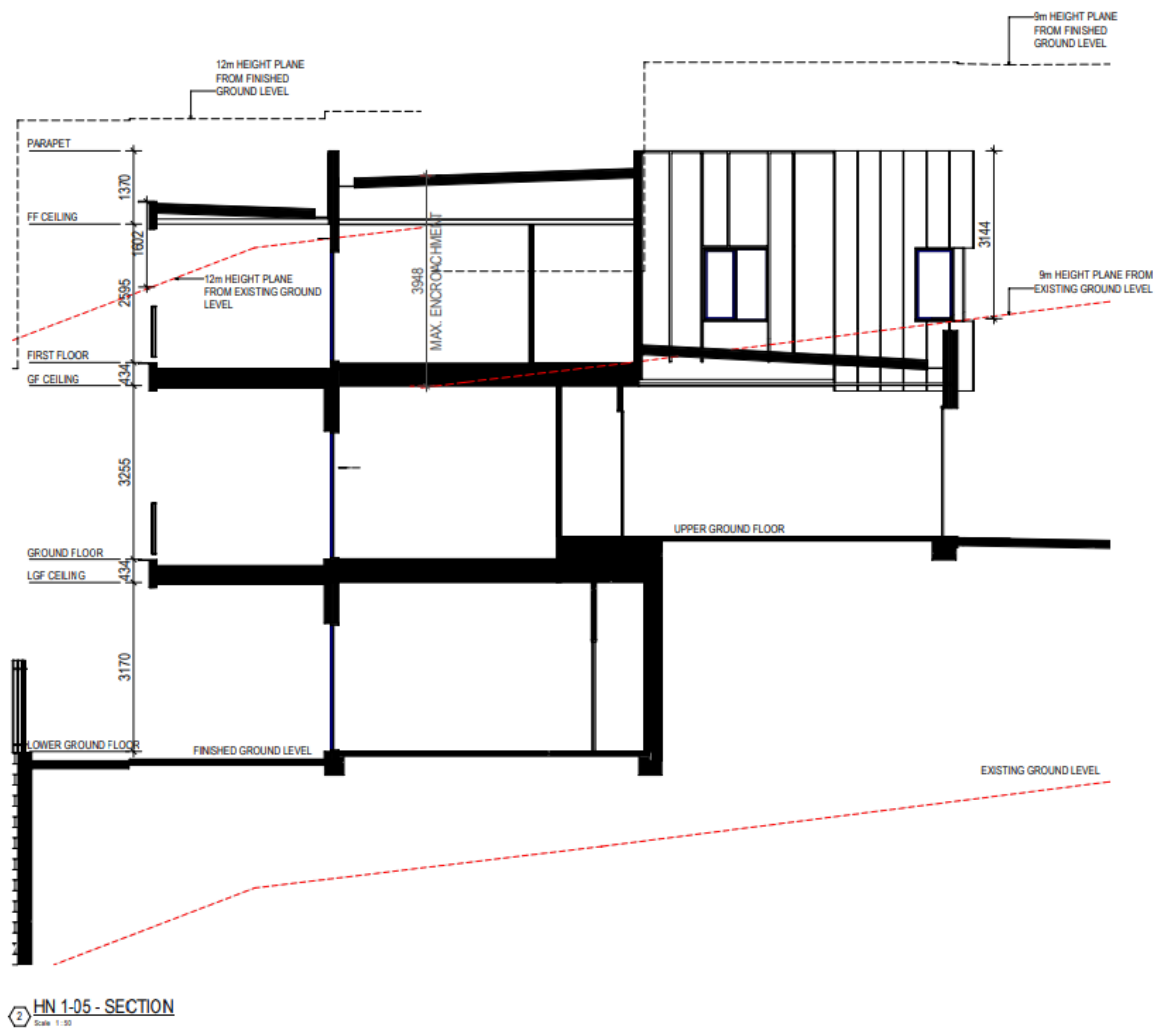 9m HEIGHT PLANE
FROM FINISHED
GROUND LEVEL
12m HEIGHT PLANE
FROM FINISHED
GROUND LEVEL
PARAPET
1370
FF CEILING
1602
3144
12m HEIGHT PLANE
FROM EXISTING GROUND
LEVEL
2595
3948
MAX. ENCROACHMENT
9m HEIGHT PLANE FROM
EXISTING GROUND LEVEL
FIRST FLOOR
434
GF CEILING
3255
UPPER GROUND FLOOR
GROUND FLOOR
434
LGF CEILING
3170
LOWER GROUND FLOOR
FINISHED GROUND LEVEL
EXISTING GROUND LEVEL
2
HN 1-05 - SECTION
Scale 1:50